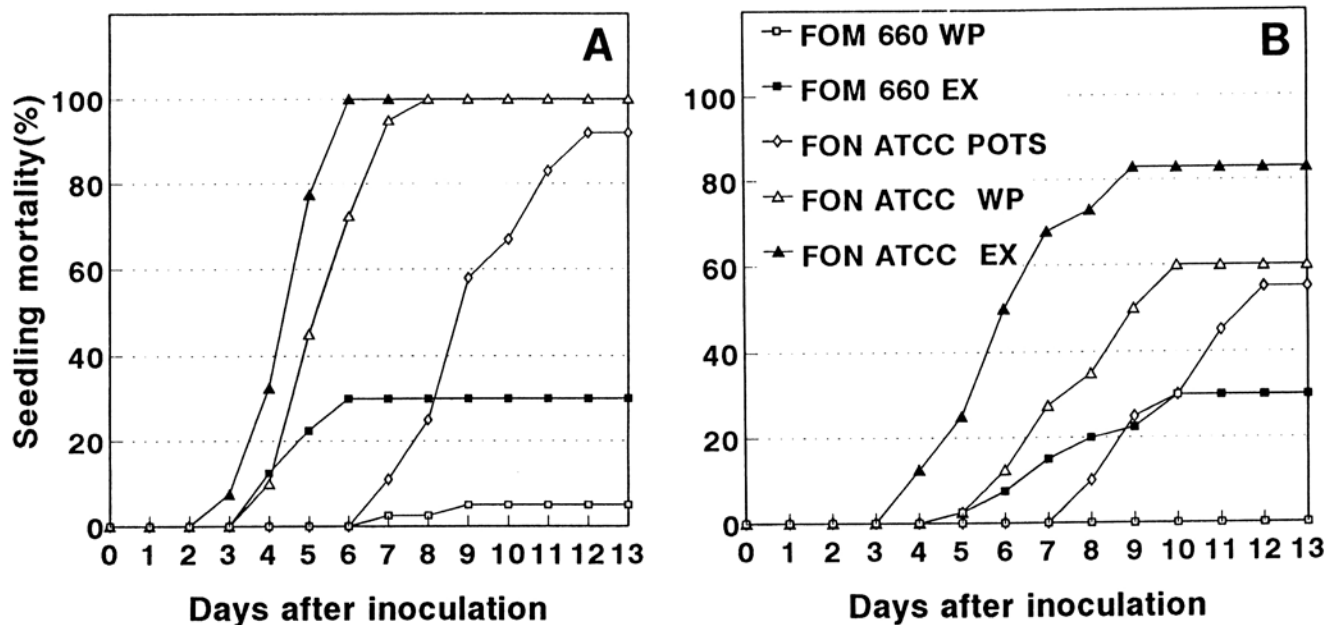 A
Seedling mortality(%)
100
80
60
40
20
0
0 1 2 3 4 5 6 7 8 9 10 11 12 13
Days after inoculation
B
FOM 660 WP
FOM 660 EX
FON ATCC POTS
FON ATCC WP
FON ATCC EX
100
80
60
40
20
0
0 1 2 3 4 5 6 7 8 9 10 11 12 13
Days after inoculation